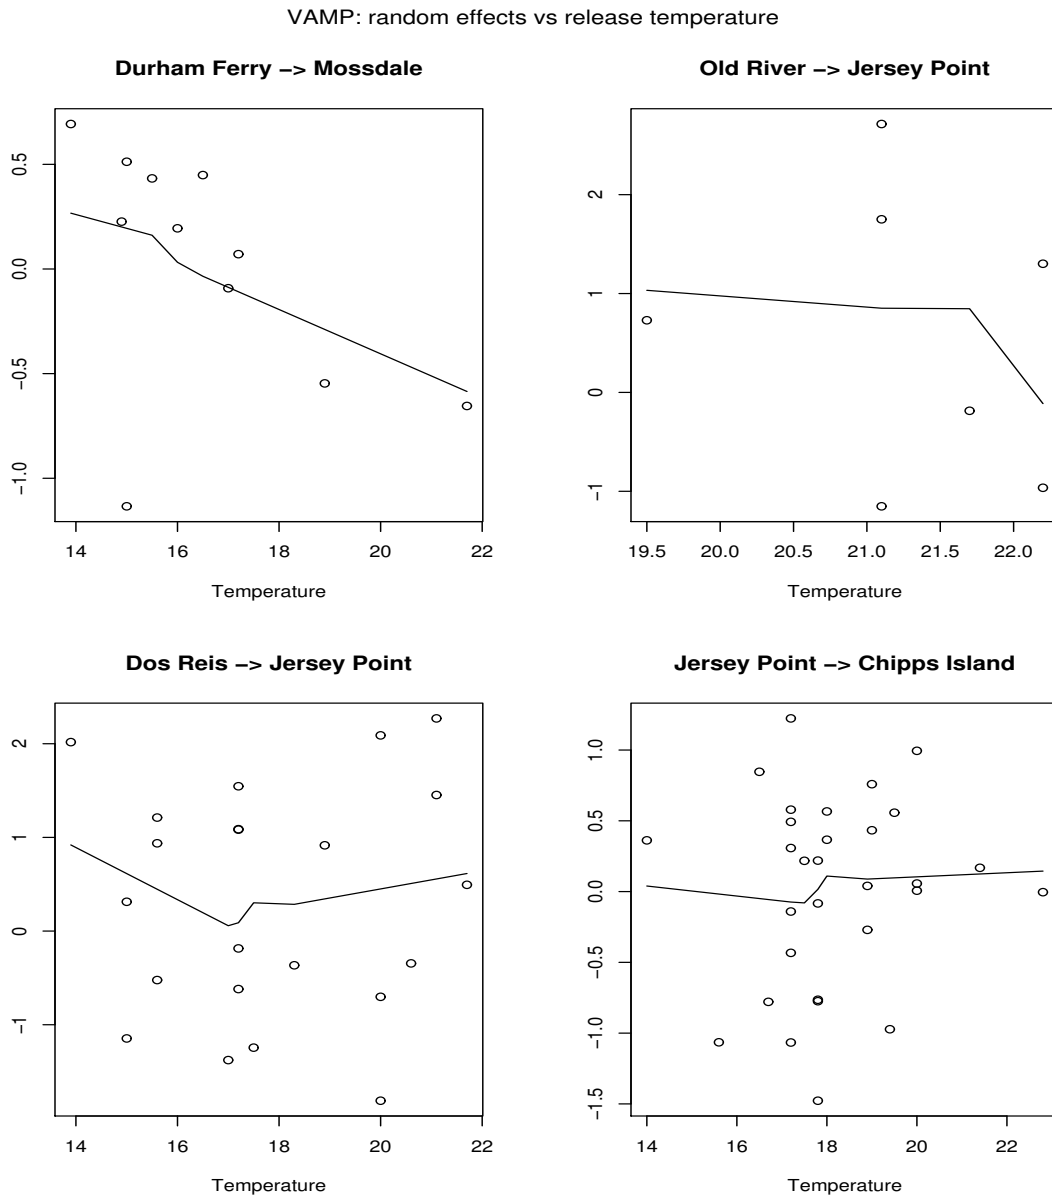 VAMP: random effects vs release temperature
Durham Ferry −> Mossdale
0.5
0.0
−0.5
−1.0
14 16 18 20 22
Temperature
Old River −> Jersey Point
2
1
0
−1
19.5 20.0 20.5 21.0 21.5 22.0
Temperature
Dos Reis −> Jersey Point
2
1
0
−1
14 16 18 20 22
Temperature
Jersey Point −> Chipps Island
1.0
0.5
0.0
−0.5
−1.0
−1.5
14 16 18 20 22
Temperature